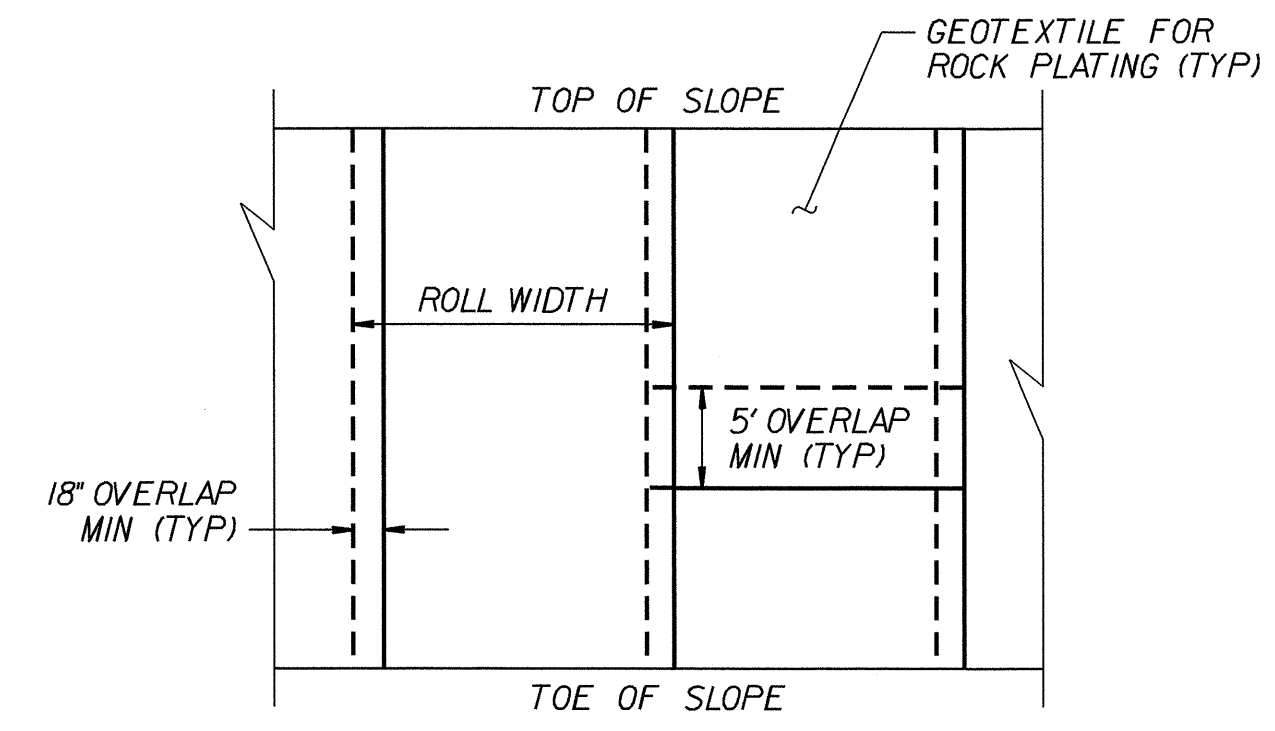 GEOTEXTILE FOR
ROCK PLATING (TYP)
TOP OF SLOPE
ROLL WIDTH
5' OVERLAP
MIN (TYP)
18" OVERLAP
MIN (TYP)
TOE OF SLOPE